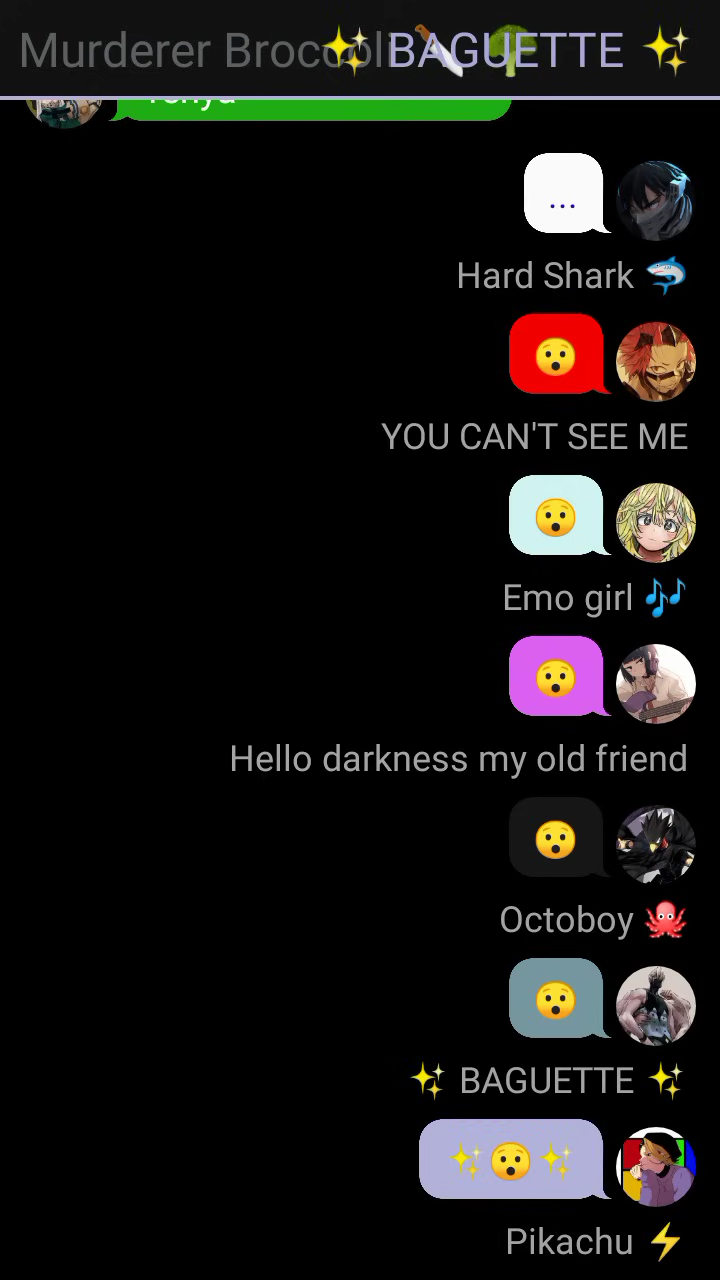 Murderer Broccoli 🔪🥦
✨ BAGUETTE ✨
...
Hard Shark 🦈
😯
YOU CAN'T SEE ME
😯
Emo girl 🎶
😯
Hello darkness my old friend
😯
Octoboy 🐙
😯
✨ BAGUETTE ✨
✨😯✨
Pikachu ⚡